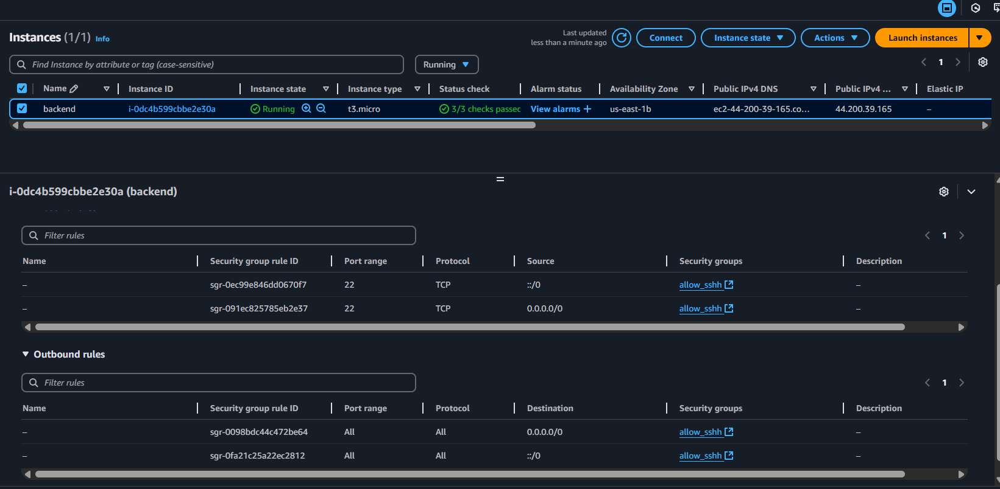 Instances (1/1) Info
Last updated
less than a minute ago
Connect
Instance state
Actions
Launch instances
Find Instance by attribute or tag (case-sensitive)
Running
1
Name Instance ID Instance state Instance type Status check Alarm status Availability Zone Public IPv4 DNS Public IPv4 ... Elastic IP
backend i-0dc4b599cbbe2e30a Running t3.micro 3/3 checks passec View alarms + us-east-1b ec2-44-200-39-165.co... 44.200.39.165 –
i-0dc4b599cbbe2e30a (backend)
Filter rules
1
Name Security group rule ID Port range Protocol Source Security groups Description
– sgr-0ec99e846dd0670f7 22 TCP ::/0 allow_sshh –
– sgr-091ec825785eb2e37 22 TCP 0.0.0.0/0 allow_sshh –
Outbound rules
Filter rules
1
Name Security group rule ID Port range Protocol Destination Security groups Description
– sgr-0098bdc44c472be64 All All 0.0.0.0/0 allow_sshh –
– sgr-0fa21c25a22ec2812 All All ::/0 allow_sshh –